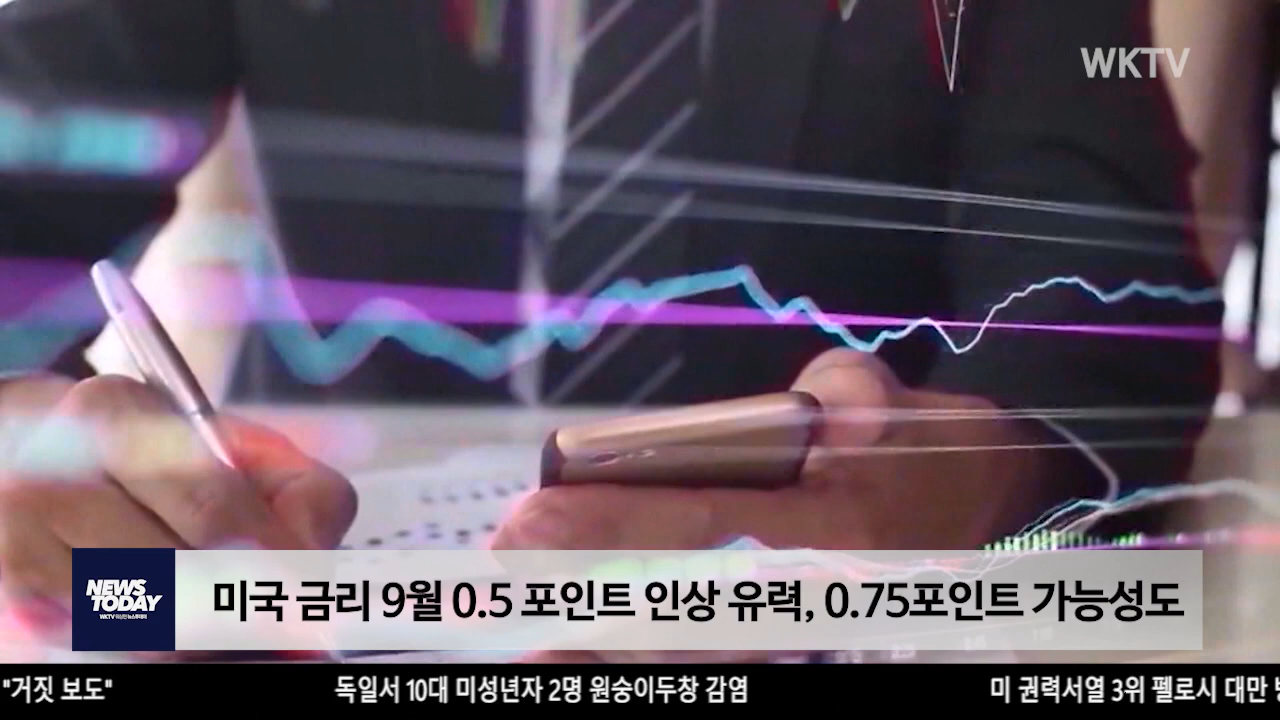 WKTV
NEWS
TODAY
미국 금리 9월 0.5 포인트 인상 유력, 0.75포인트 가능성도
"거짓 보도"
독일서 10대 미성년자 2명 원숭이두창 감염
미 권력서열 3위 펠로시 대만